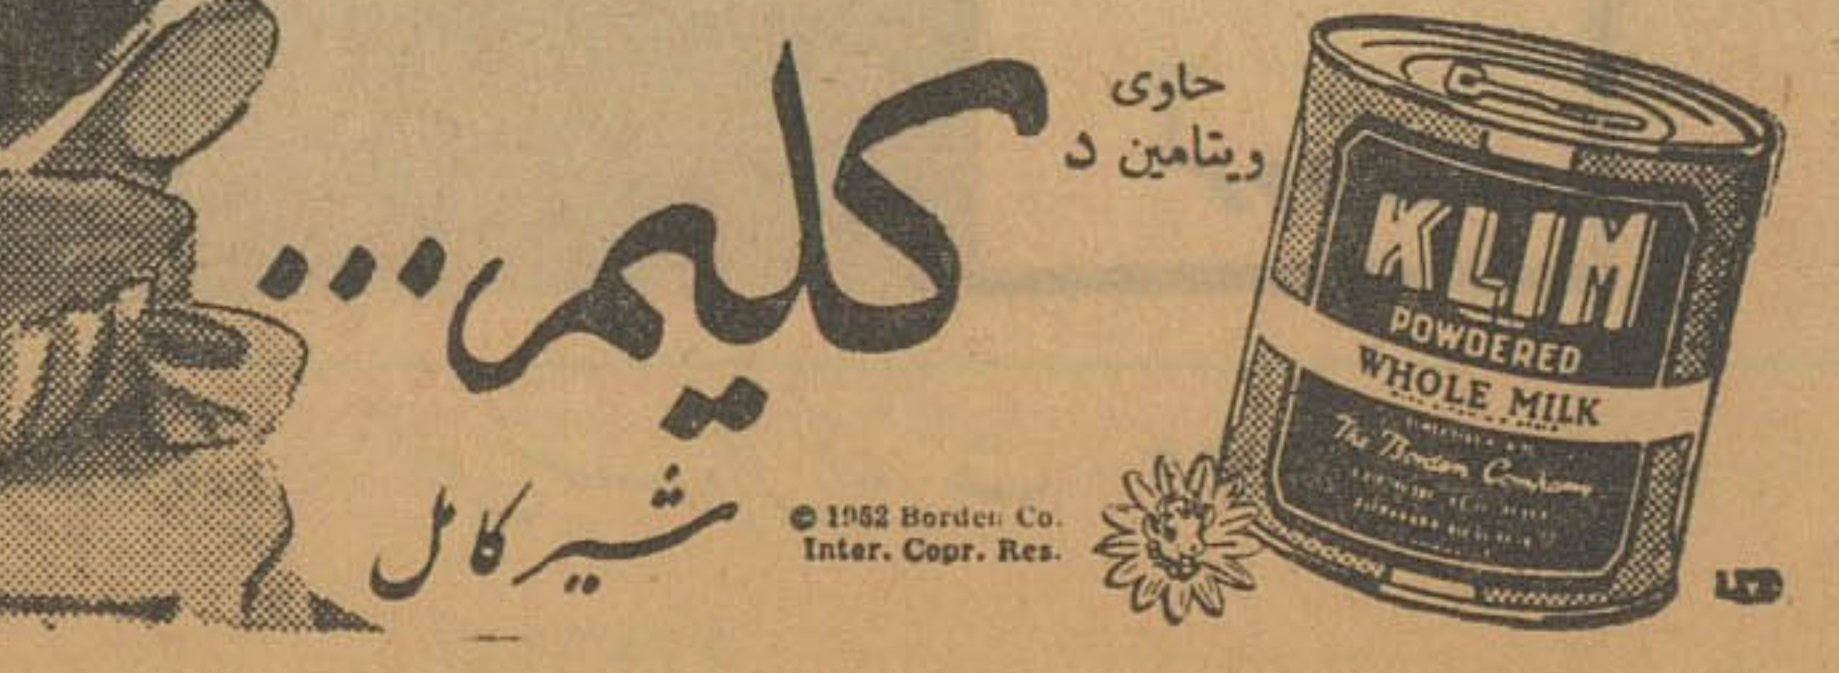 حاوی
ویتامین د
کلیم...
شیر کامل
© 1952 Borden Co.
Inter. Copr. Res.
KLIM
POWDERED
WHOLE MILK
The Borden Company